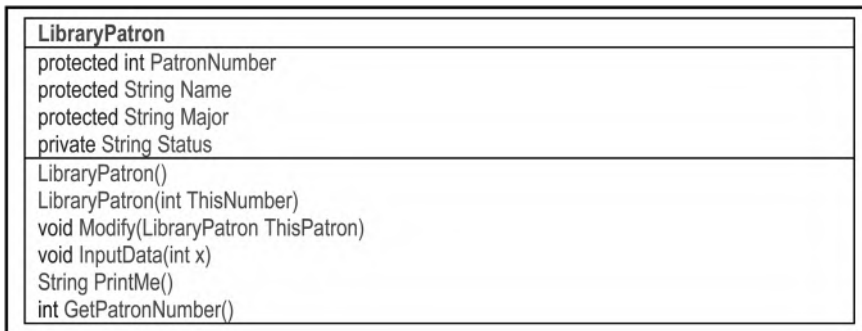 LibraryPatron
protected int PatronNumber
protected String Name
protected String Major
private String Status
LibraryPatron()
LibraryPatron(int ThisNumber)
void Modify(LibraryPatron ThisPatron)
void InputData(int x)
String PrintMe()
int GetPatronNumber()